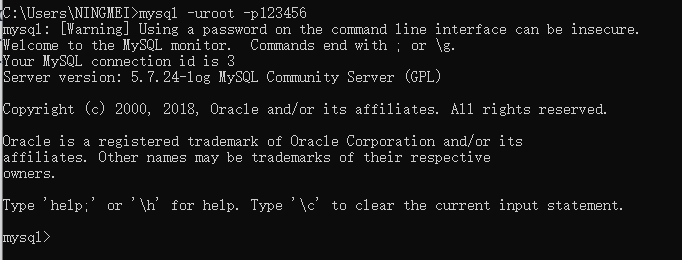 C:\Users\NINGMEI>mysql -uroot -p123456
mysql: [Warning] Using a password on the command line interface can be insecure.
Welcome to the MySQL monitor.  Commands end with ; or \g.
Your MySQL connection id is 3
Server version: 5.7.24-log MySQL Community Server (GPL)
Copyright (c) 2000, 2018, Oracle and/or its affiliates. All rights reserved.
Oracle is a registered trademark of Oracle Corporation and/or its
affiliates. Other names may be trademarks of their respective
owners.
Type 'help;' or '\h' for help. Type '\c' to clear the current input statement.
mysql>